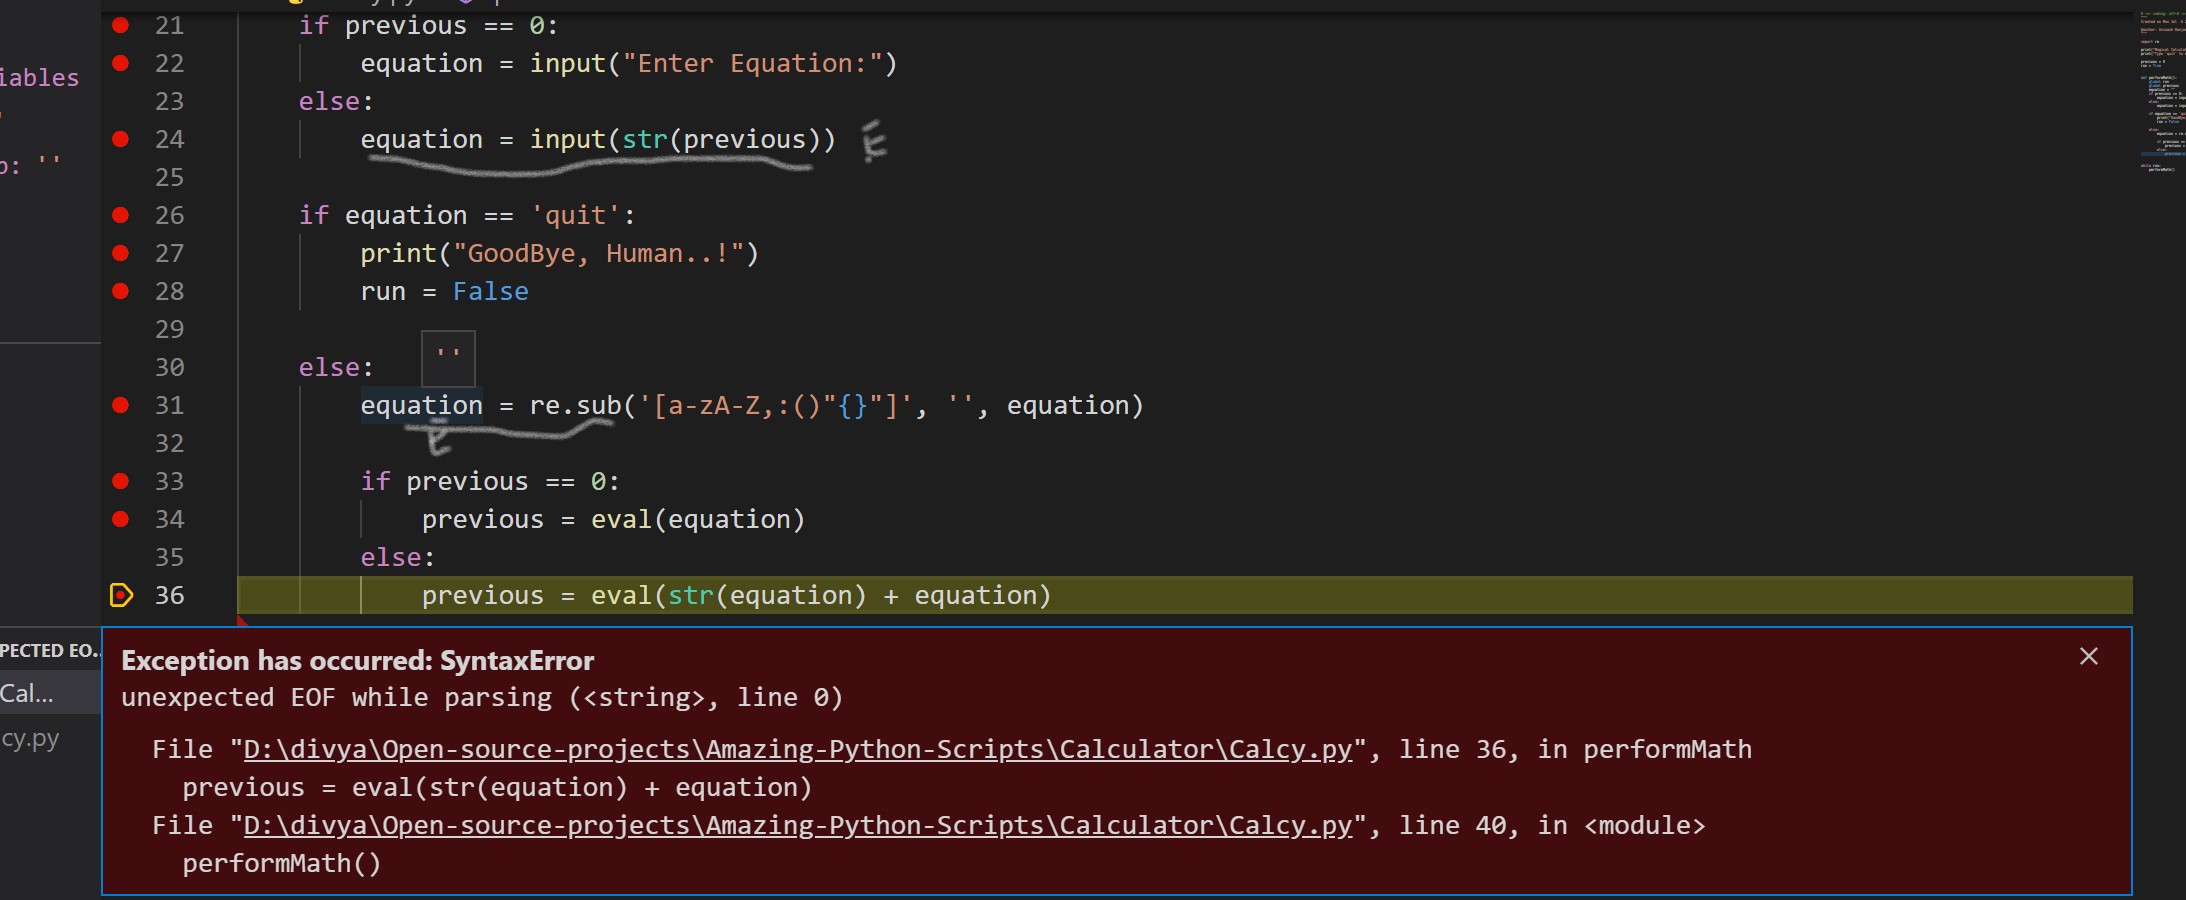 iables
21 if previous == 0:
22 equation = input("Enter Equation:")
23 else:
24 equation = input(str(previous)) E
25
o: ''
26 if equation == 'quit':
27 print("GoodBye, Human..!")
28 run = False
29
''
30 else:
31 equation = re.sub('[a-zA-Z,:()"{}"]', '', equation)
E
32
33 if previous == 0:
34 previous = eval(equation)
35 else:
36 previous = eval(str(equation) + equation)
PECTED EO..
Cal...
cy.py
Exception has occurred: SyntaxError
unexpected EOF while parsing (<string>, line 0)
File "D:\divya\Open-source-projects\Amazing-Python-Scripts\Calculator\Calcy.py", line 36, in performMath
previous = eval(str(equation) + equation)
File "D:\divya\Open-source-projects\Amazing-Python-Scripts\Calculator\Calcy.py", line 40, in <module>
performMath()